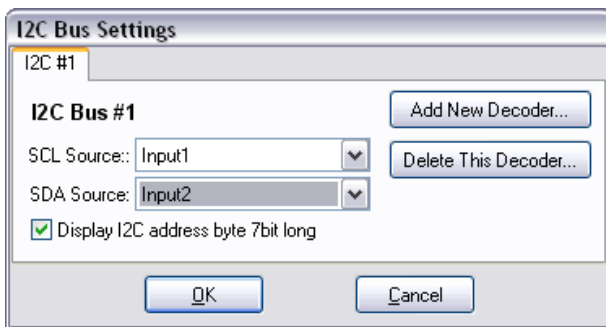 I2C Bus Settings
I2C #1
I2C Bus #1
Add New Decoder...
SCL Source:: Input1
Delete This Decoder...
SDA Source: Input2
Display I2C address byte 7bit long
OK
Cancel